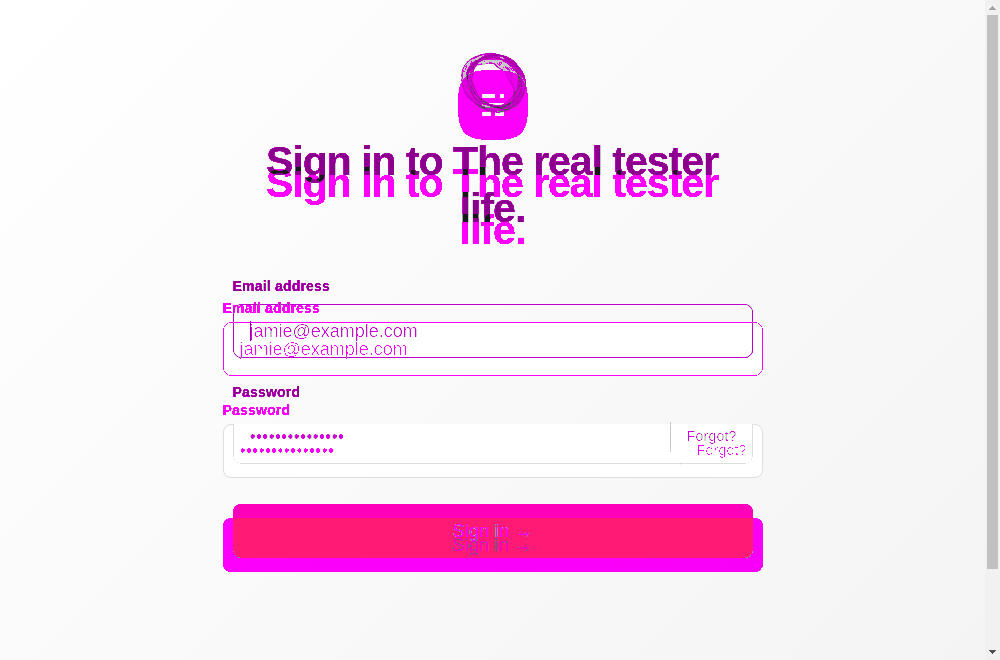 Sign in to The real tester
Sign in to The real tester
life.
life.
Email address
Email address
jamie@example.com
jamie@example.com
Password
Password
Forgot?
Forgot?
Sign in →
Sign in →